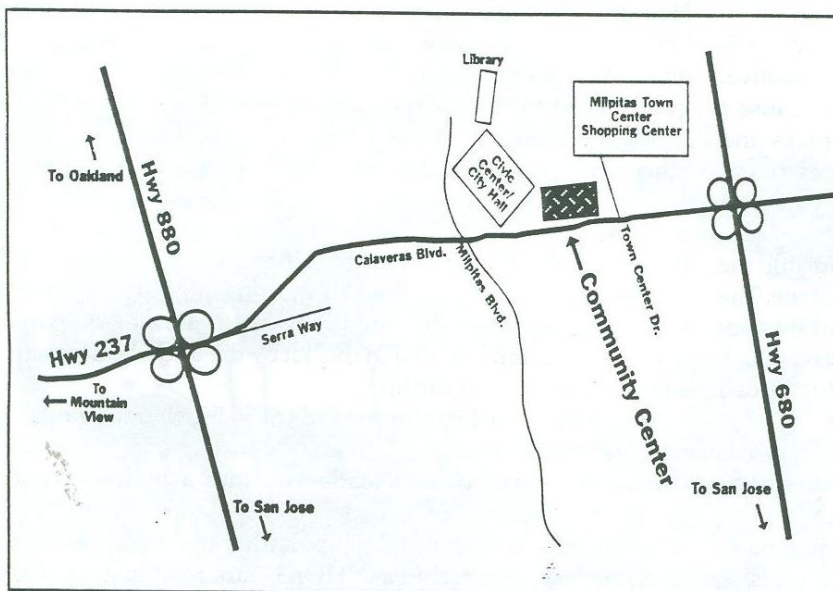 Library
Milpitas Town
Center
Shopping Center
Civic
Center/
City Hall
To Oakland
Hwy 880
Calaveras Blvd.
Milpitas Blvd.
Town Center Dr.
Serra Way
Hwy 237
To
Mountain
View
Community Center
Hwy 680
To San Jose
To San Jose